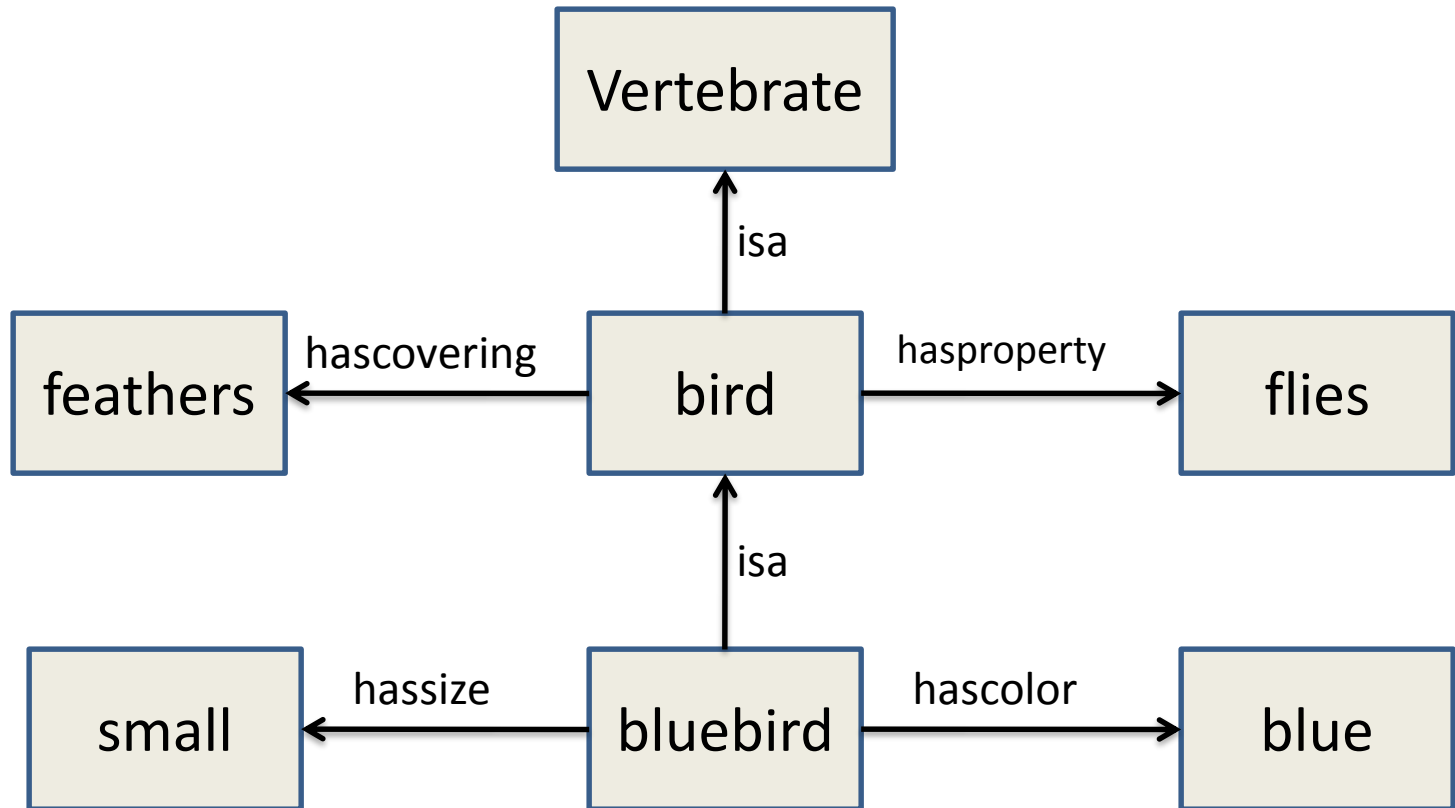 Vertebrate
isa
feathers
hascovering
bird
hasproperty
flies
isa
small
hassize
bluebird
hascolor
blue